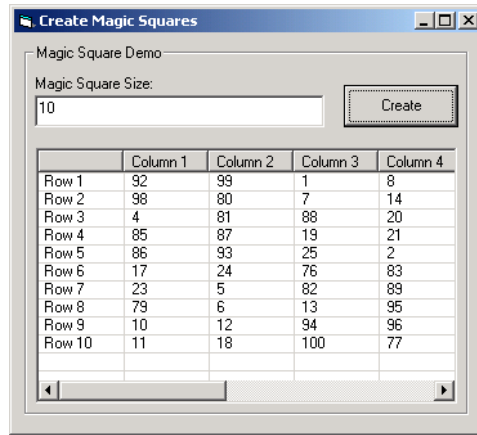 Create Magic Squares
Magic Square Demo
Magic Square Size:
10
Create
Column 1 Column 2 Column 3 Column 4
Row 1 92 99 1 8
Row 2 98 80 7 14
Row 3 4 81 88 20
Row 4 85 87 19 21
Row 5 86 93 25 2
Row 6 17 24 76 83
Row 7 23 5 82 89
Row 8 79 6 13 95
Row 9 10 12 94 96
Row 10 11 18 100 77